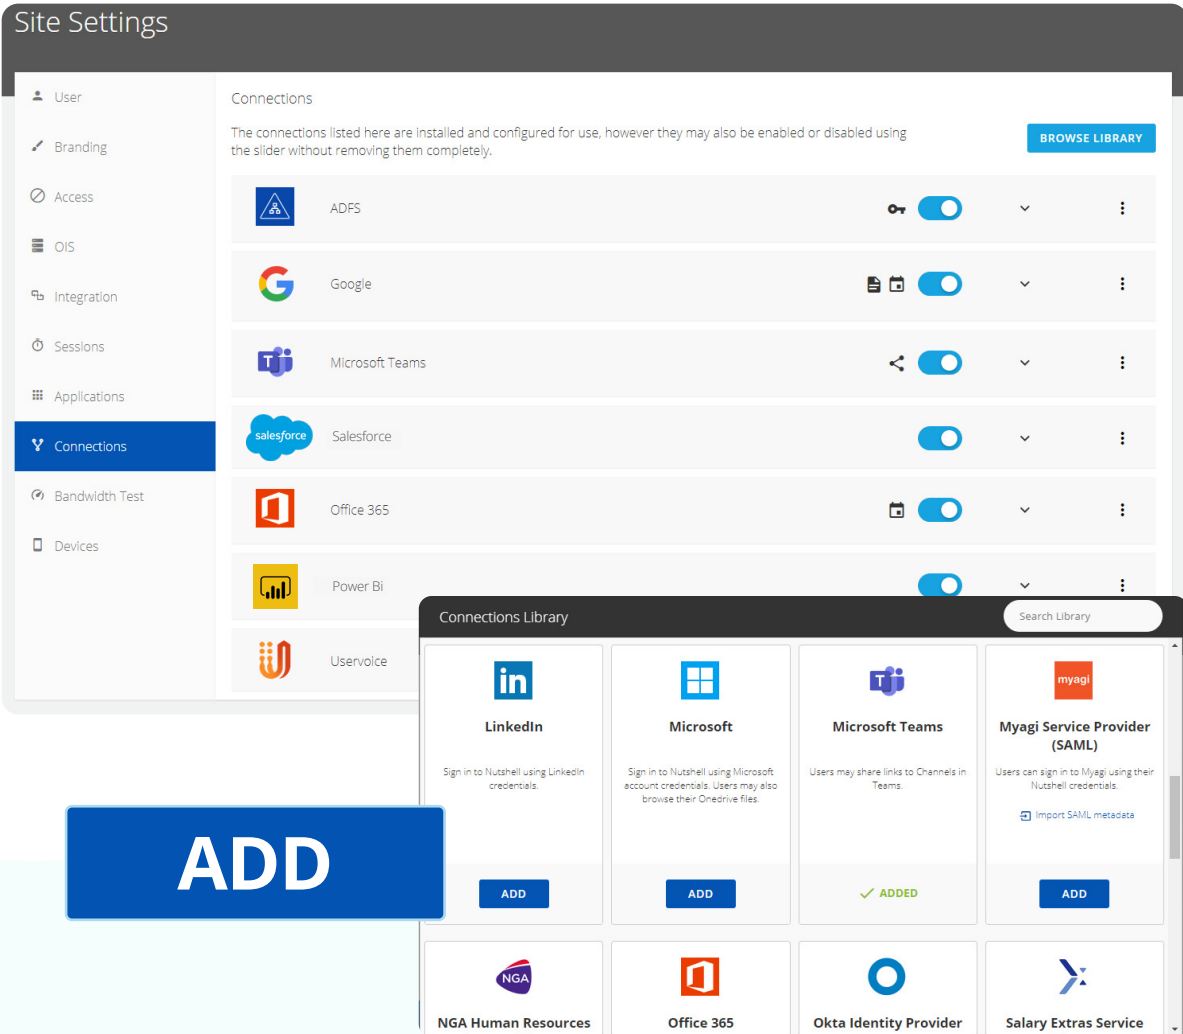 Site Settings
User
Branding
Access
OIS
Integration
Sessions
Applications
Connections
Bandwidth Test
Devices
Connections
The connections listed here are installed and configured for use, however they may also be enabled or disabled using
the slider without removing them completely.
BROWSE LIBRARY
ADFS
Google
Microsoft Teams
salesforce
Salesforce
Office 365
Power Bi
Uservoice
Connections Library
Search Library
in
LinkedIn
Sign in to Nutshell using LinkedIn
credentials.
ADD
Microsoft
Sign in to Nutshell using Microsoft
account credentials. Users may also
browse their Onedrive files.
ADD
Microsoft Teams
Users may share links to Channels in
Teams.
ADDED
myagi
Myagi Service Provider
(SAML)
Users can sign in to Myagi using their
Nutshell credentials.
Import SAML metadata
ADD
ADD
NGA
NGA Human Resources
Office 365
Okta Identity Provider
Salary Extras Service